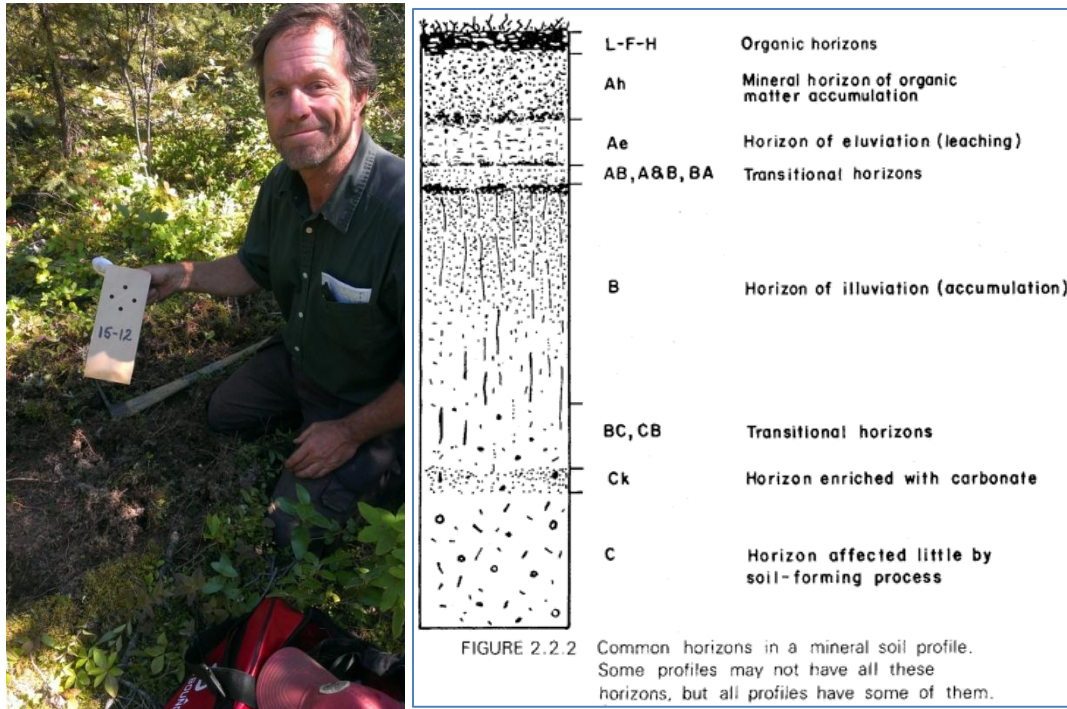 15-12
L-F-H Organic horizons
Ah Mineral horizon of organic
matter accumulation
Ae Horizon of eluviation (leaching)
AB, A&B, BA Transitional horizons
B Horizon of illuviation (accumulation)
BC, CB Transitional horizons
Ck Horizon enriched with carbonate
C Horizon affected little by
soil-forming process
FIGURE 2.2.2 Common horizons in a mineral soil profile.
Some profiles may not have all these
horizons, but all profiles have some of them.